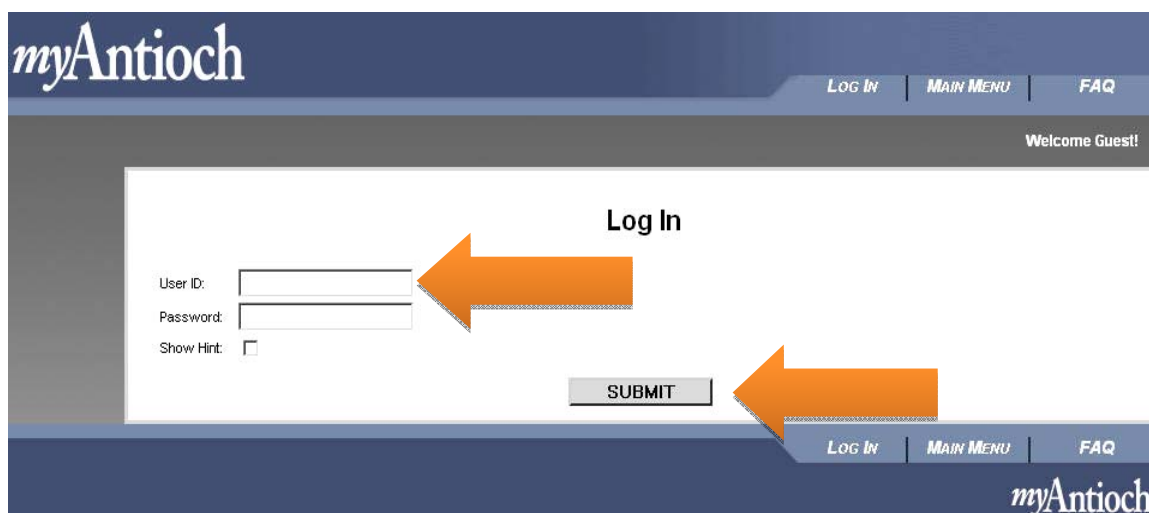 myAntioch
LOG IN MAIN MENU FAQ
Welcome Guest!
Log In
User ID:
Password:
Show Hint:
SUBMIT
LOG IN MAIN MENU FAQ
myAntioch